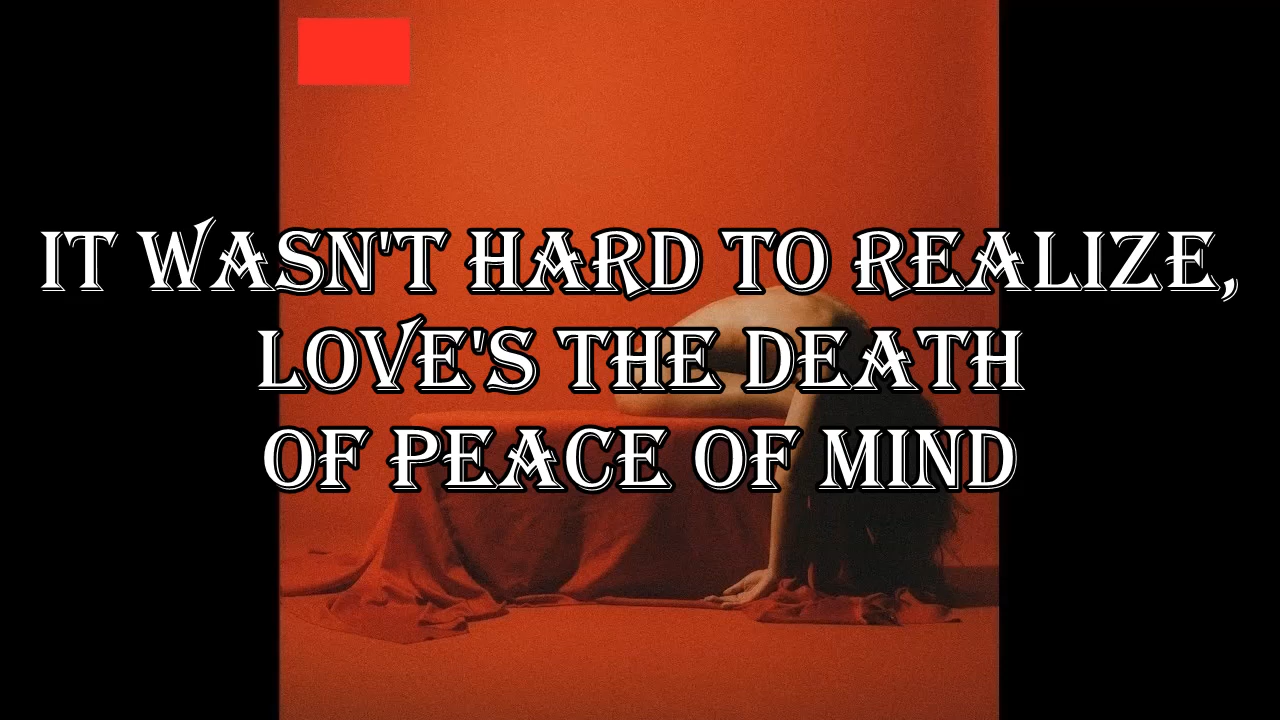 IT WASN'T HARD TO REALIZE,
LOVE'S THE DEATH
OF PEACE OF MIND